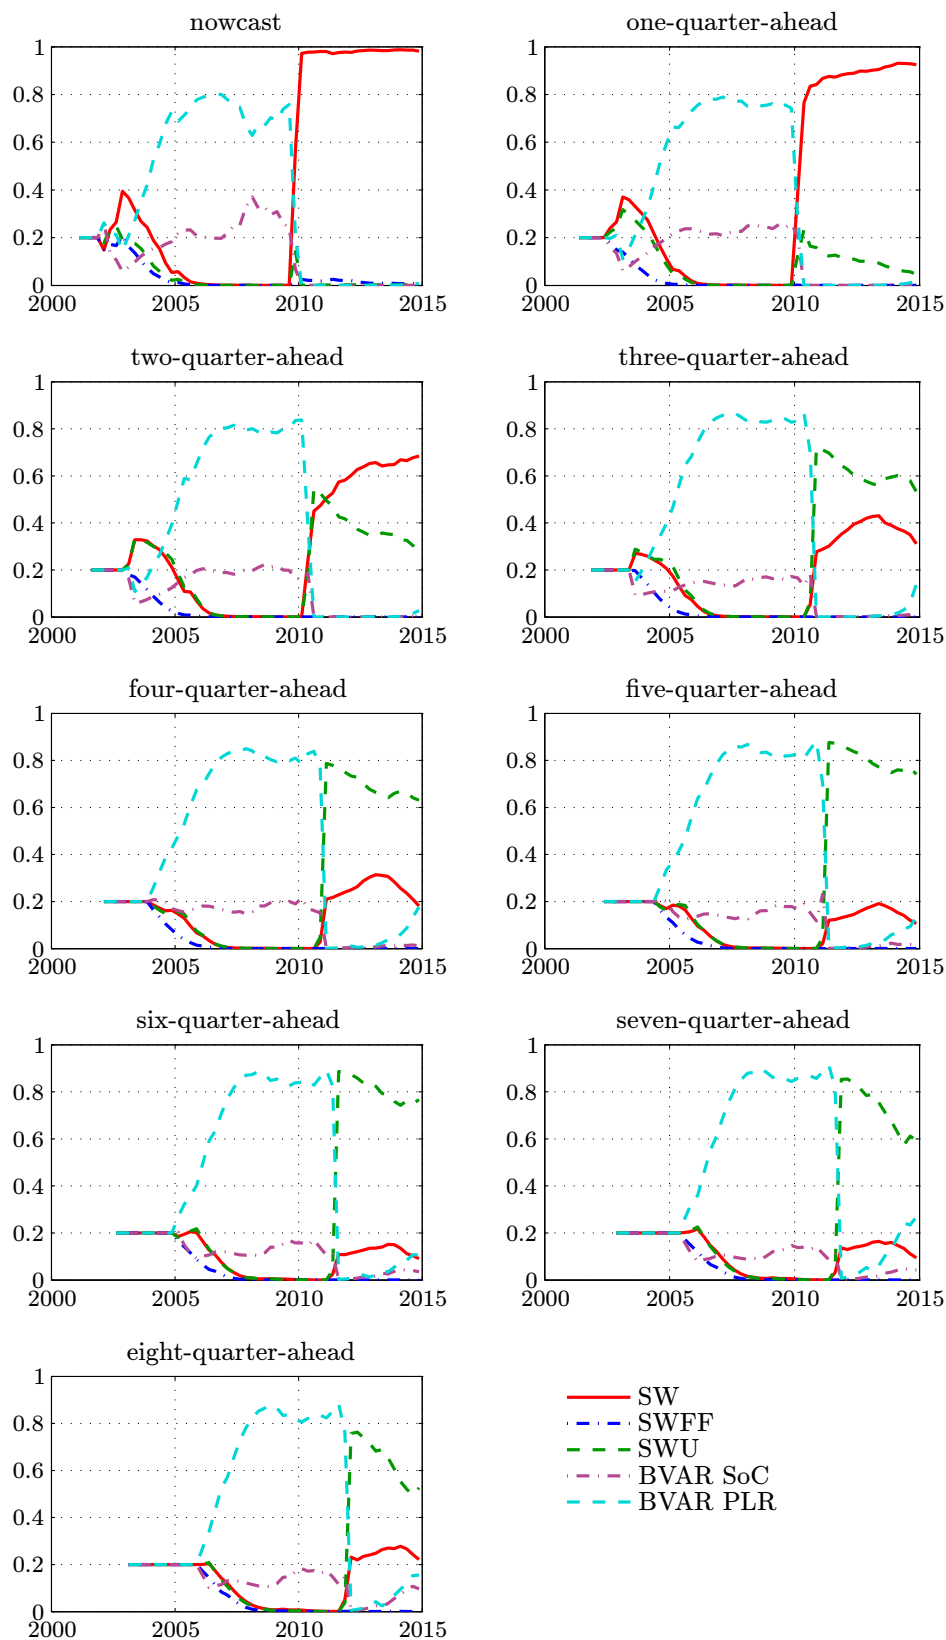 nowcast
one-quarter-ahead
1
0.8
0.6
0.4
0.2
0
2000 2005 2010 2015
1
0.8
0.6
0.4
0.2
0
2000 2005 2010 2015
two-quarter-ahead
three-quarter-ahead
1
0.8
0.6
0.4
0.2
0
2000 2005 2010 2015
1
0.8
0.6
0.4
0.2
0
2000 2005 2010 2015
four-quarter-ahead
five-quarter-ahead
1
0.8
0.6
0.4
0.2
0
2000 2005 2010 2015
1
0.8
0.6
0.4
0.2
0
2000 2005 2010 2015
six-quarter-ahead
seven-quarter-ahead
1
0.8
0.6
0.4
0.2
0
2000 2005 2010 2015
1
0.8
0.6
0.4
0.2
0
2000 2005 2010 2015
eight-quarter-ahead
1
0.8
0.6
0.4
0.2
0
2000 2005 2010 2015
SW
SWFF
SWU
BVAR SoC
BVAR PLR